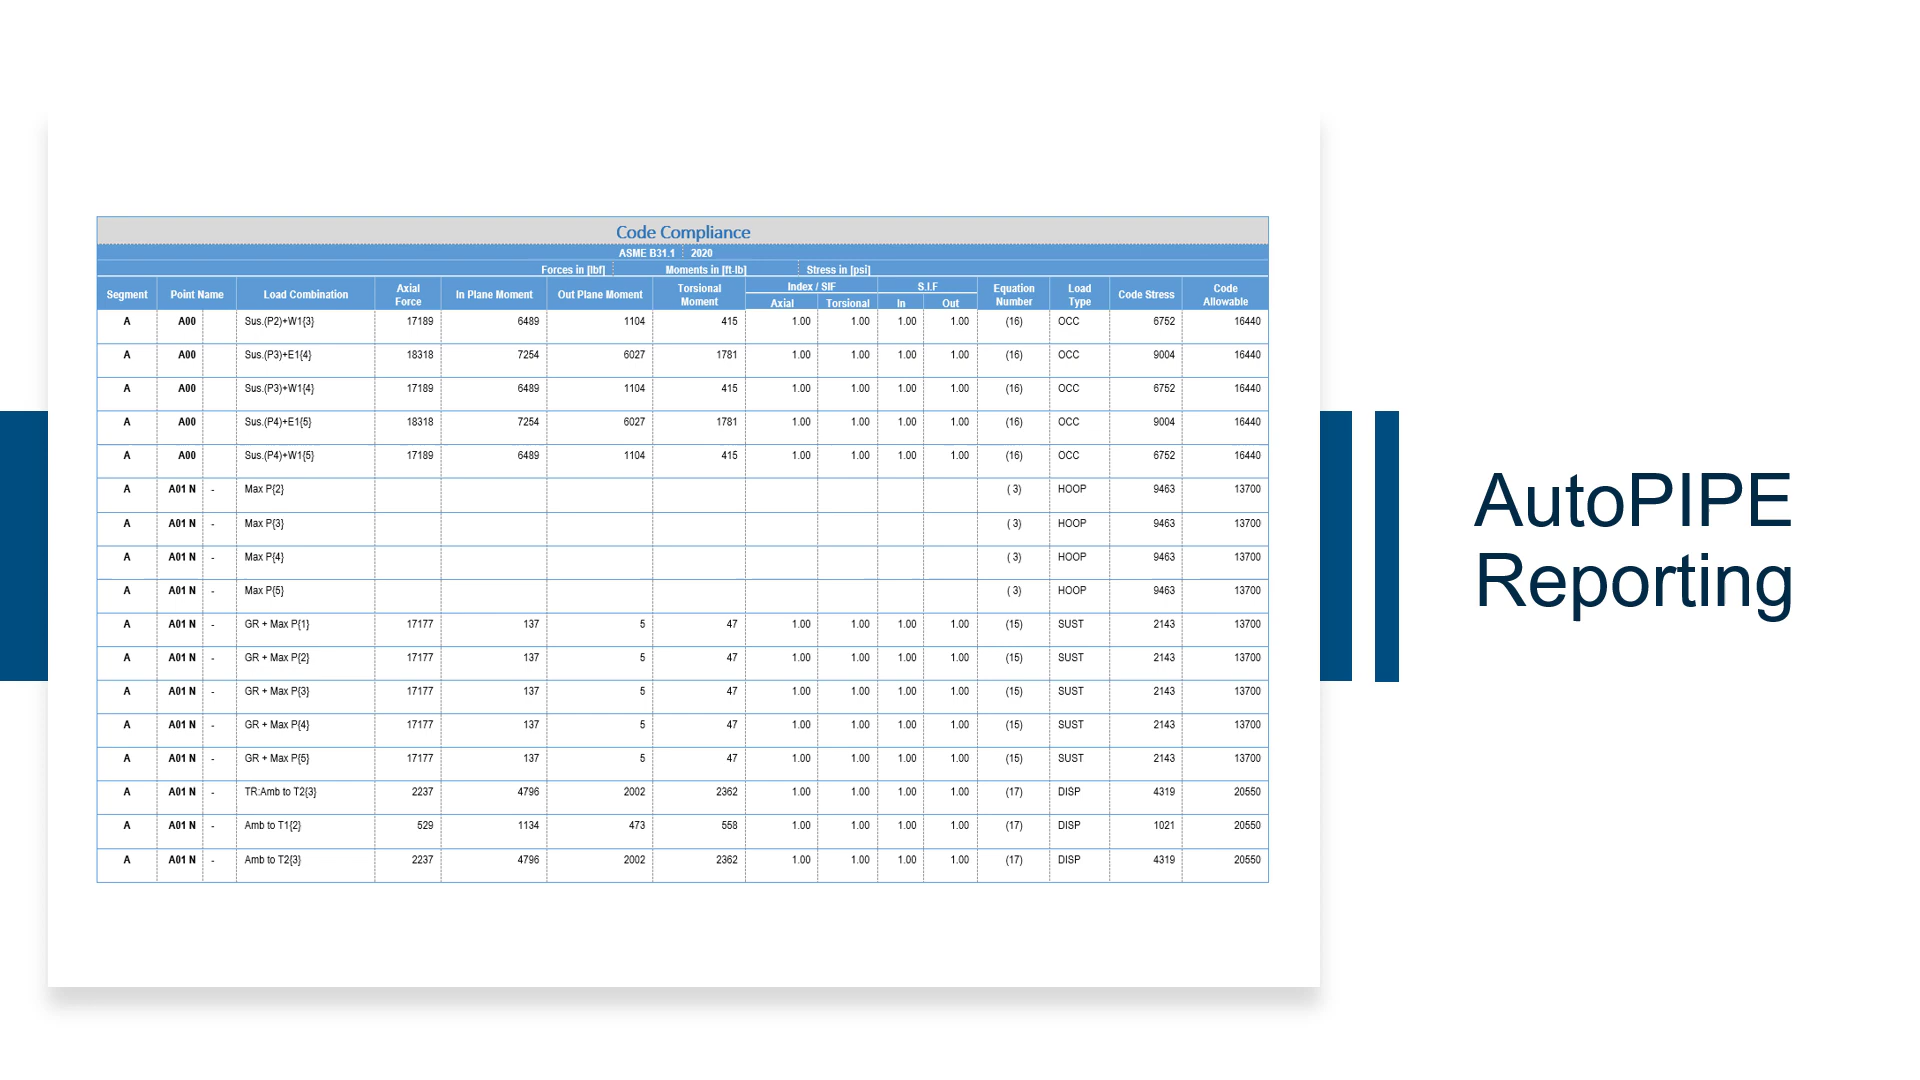 Code Compliance
ASME B31.1 2020
Forces in [lbf] Moments in [ft-lb] Stress in [psi]
Segment Point Name Load Combination Axial Force In Plane Moment Out Plane Moment Torsional Moment Index / SIF Axial Torsional S.I.F In Out Equation Number Load Type Code Stress Code Allowable
A A00 Sus.(P2)+W1{3} 17189 6489 1104 415 1.00 1.00 1.00 1.00 (16) OCC 6752 16440
A A00 Sus.(P3)+E1{4} 18318 7254 6027 1781 1.00 1.00 1.00 1.00 (16) OCC 9004 16440
A A00 Sus.(P3)+W1{4} 17189 6489 1104 415 1.00 1.00 1.00 1.00 (16) OCC 6752 16440
A A00 Sus.(P4)+E1{5} 18318 7254 6027 1781 1.00 1.00 1.00 1.00 (16) OCC 9004 16440
A A00 Sus.(P4)+W1{5} 17189 6489 1104 415 1.00 1.00 1.00 1.00 (16) OCC 6752 16440
A A01 N - Max P{2} ( 3) HOOP 9463 13700
A A01 N - Max P{3} ( 3) HOOP 9463 13700
A A01 N - Max P{4} ( 3) HOOP 9463 13700
A A01 N - Max P{5} ( 3) HOOP 9463 13700
A A01 N - GR + Max P{1} 17177 137 5 47 1.00 1.00 1.00 1.00 (15) SUST 2143 13700
A A01 N - GR + Max P{2} 17177 137 5 47 1.00 1.00 1.00 1.00 (15) SUST 2143 13700
A A01 N - GR + Max P{3} 17177 137 5 47 1.00 1.00 1.00 1.00 (15) SUST 2143 13700
A A01 N - GR + Max P{4} 17177 137 5 47 1.00 1.00 1.00 1.00 (15) SUST 2143 13700
A A01 N - GR + Max P{5} 17177 137 5 47 1.00 1.00 1.00 1.00 (15) SUST 2143 13700
A A01 N - TR:Amb to T2{3} 2237 4796 2002 2362 1.00 1.00 1.00 1.00 (17) DISP 4319 20550
A A01 N - Amb to T1{2} 529 1134 473 558 1.00 1.00 1.00 1.00 (17) DISP 1021 20550
A A01 N - Amb to T2{3} 2237 4796 2002 2362 1.00 1.00 1.00 1.00 (17) DISP 4319 20550
AutoPIPE
Reporting